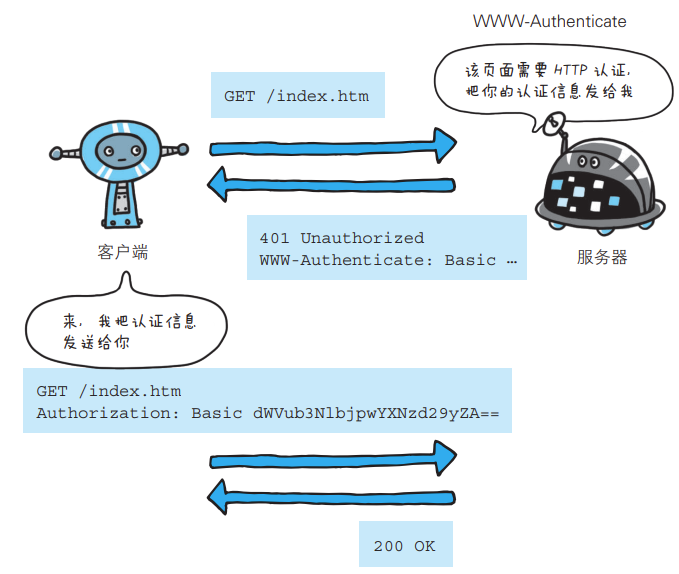 WWW-Authenticate
该页面需要 HTTP 认证,
把你的认证信息发给我
GET /index.htm
401 Unauthorized
WWW-Authenticate: Basic …
客户端
服务器
来, 我把认证信息
发送给你
GET /index.htm
Authorization: Basic dWVub3NlbjpwYXNzd29yZA==
200 OK